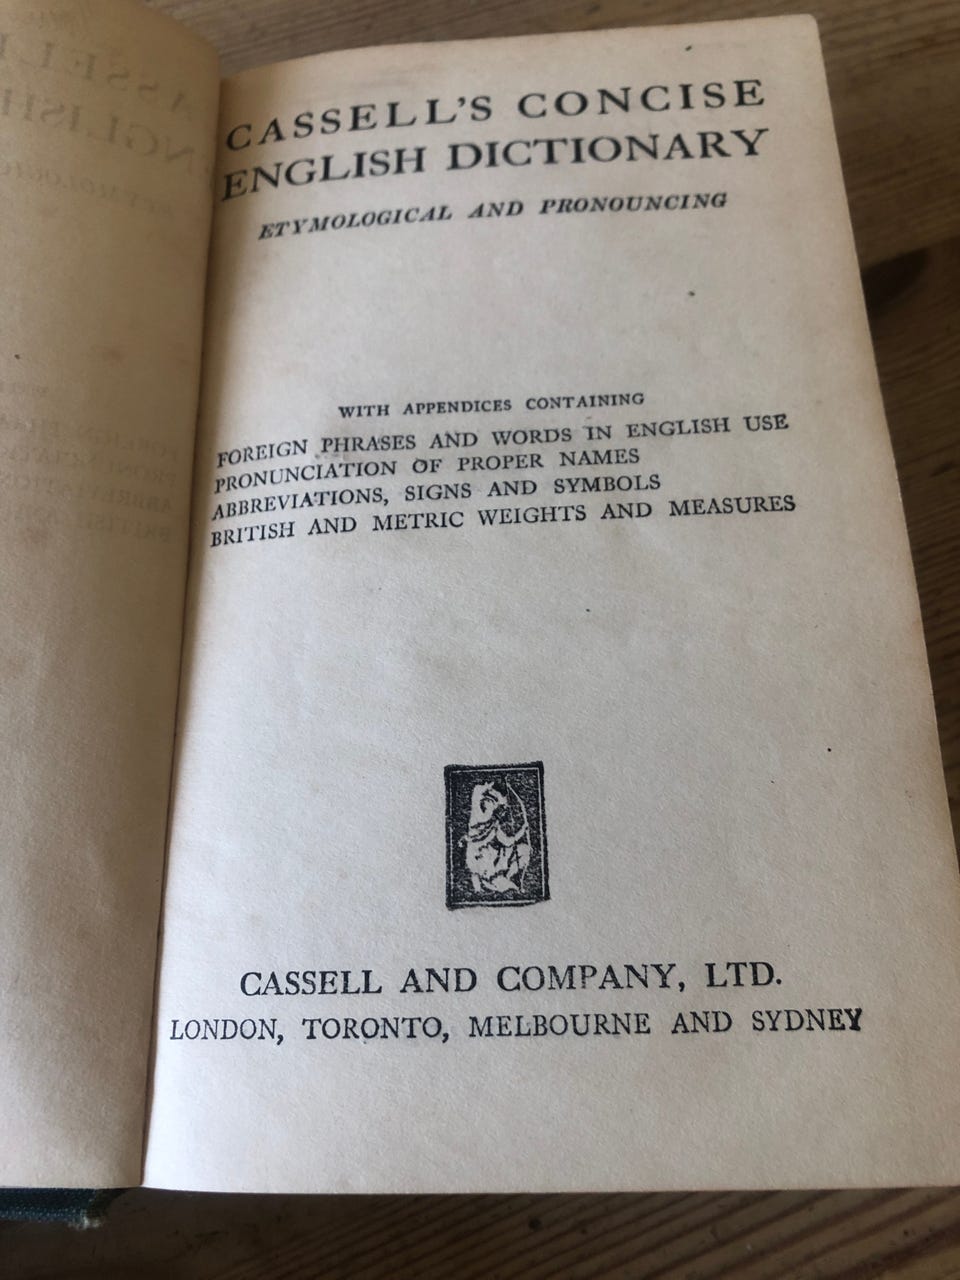 CASSELL'S CONCISE
ENGLISH DICTIONARY
ETYMOLOGICAL AND PRONOUNCING
WITH APPENDICES CONTAINING
FOREIGN PHRASES AND WORDS IN ENGLISH USE
PRONUNCIATION OF PROPER NAMES
ABBREVIATIONS, SIGNS AND SYMBOLS
BRITISH AND METRIC WEIGHTS AND MEASURES
CASSELL AND COMPANY, LTD.
LONDON, TORONTO, MELBOURNE AND SYDNEY